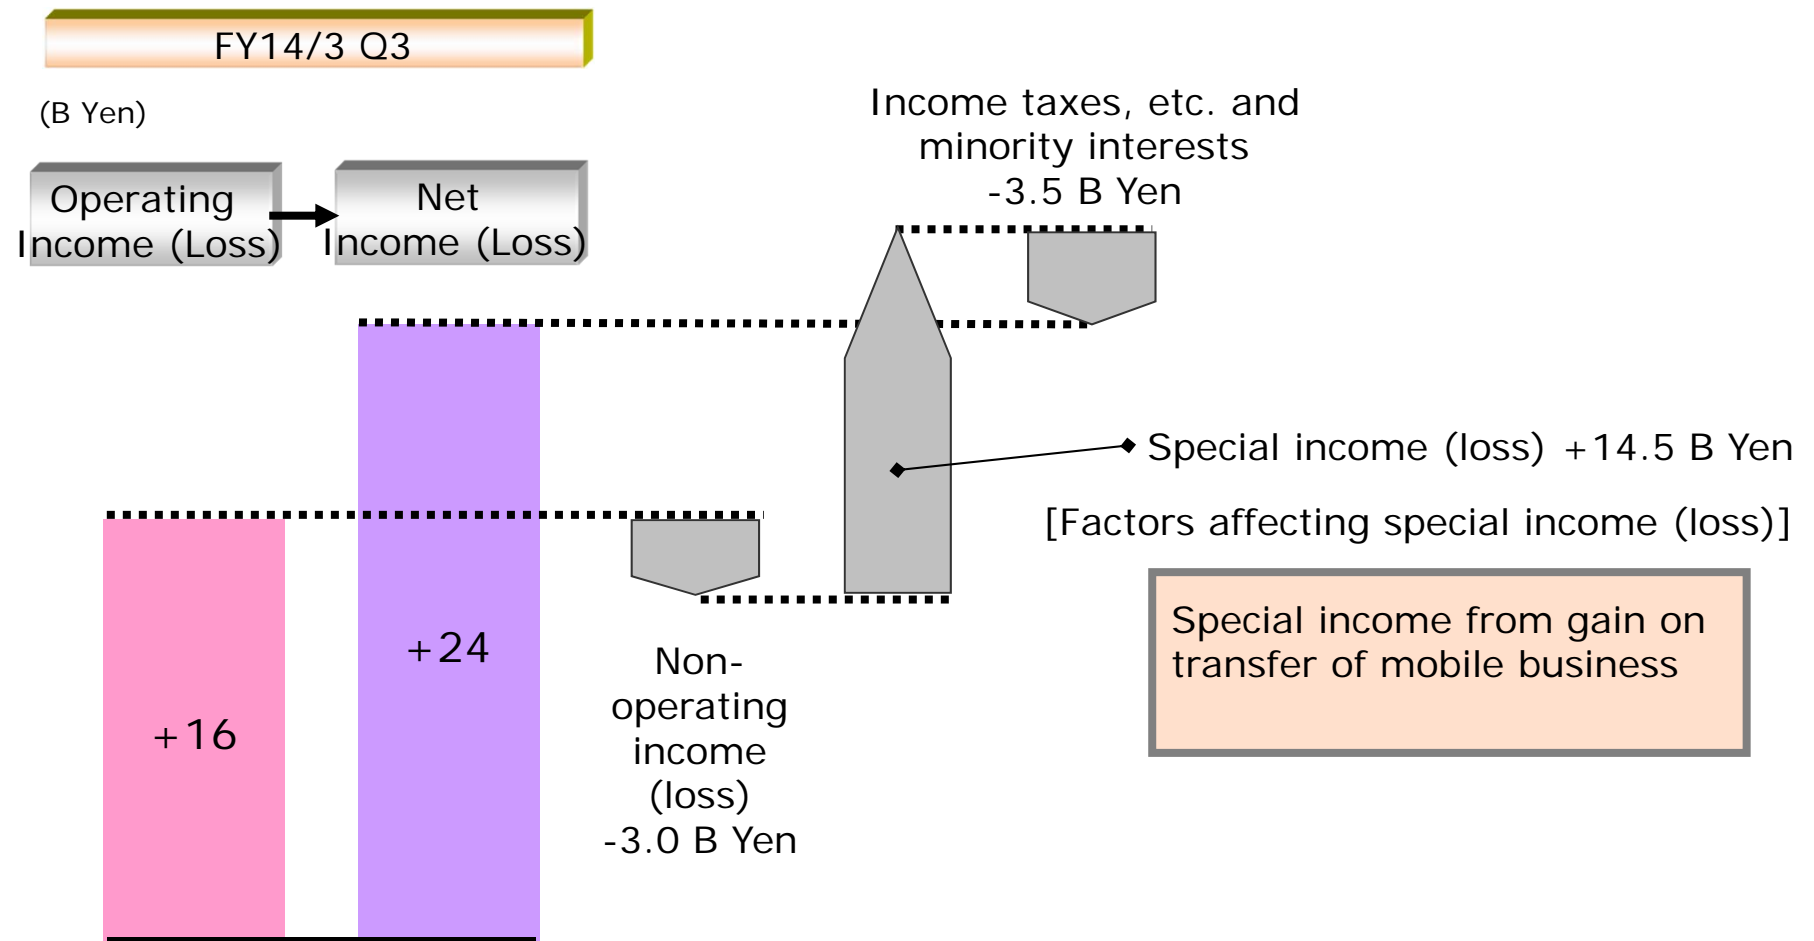 FY14/3 Q3
(B Yen)
Operating
Income (Loss)
Net
Income (Loss)
Income taxes, etc. and
minority interests
-3.5 B Yen
Special income (loss) +14.5 B Yen
[Factors affecting special income (loss)]
Special income from gain on
transfer of mobile business
+16
+24
Non-
operating
income
(loss)
-3.0 B Yen